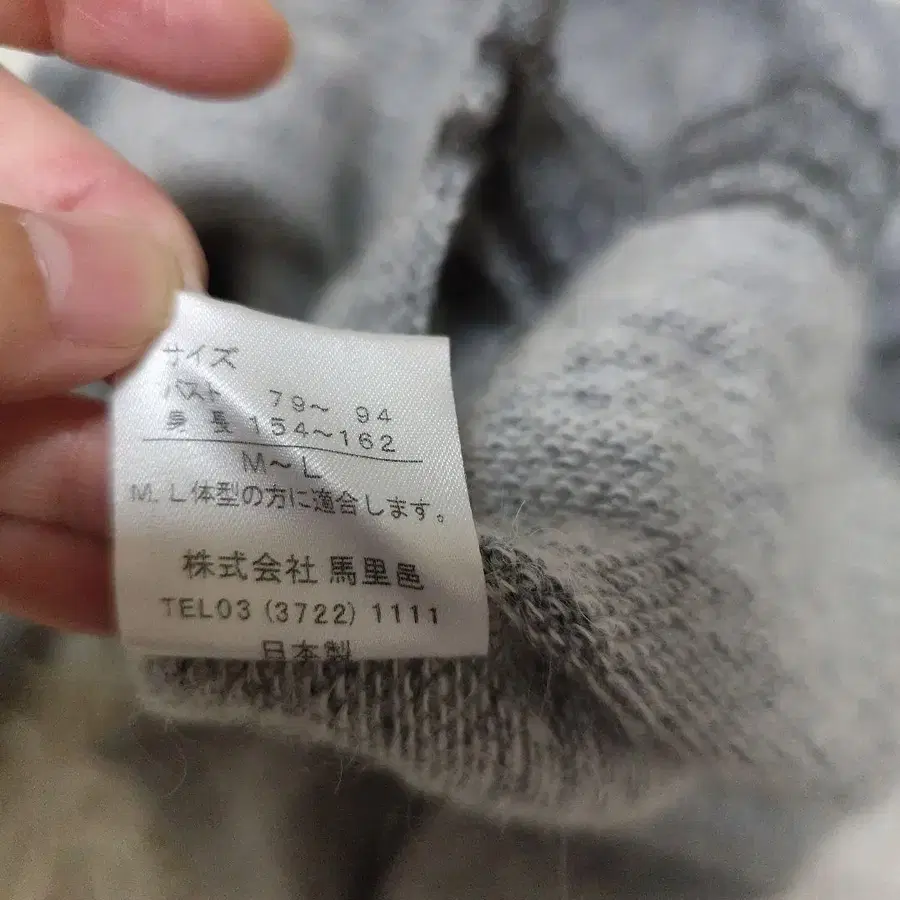 サイズ
バスト 79～ 94
身長 154～162
M～L
M. L体型の方に適合します。
株式会社 馬里邑
TEL03 (3722) 1111
日本製